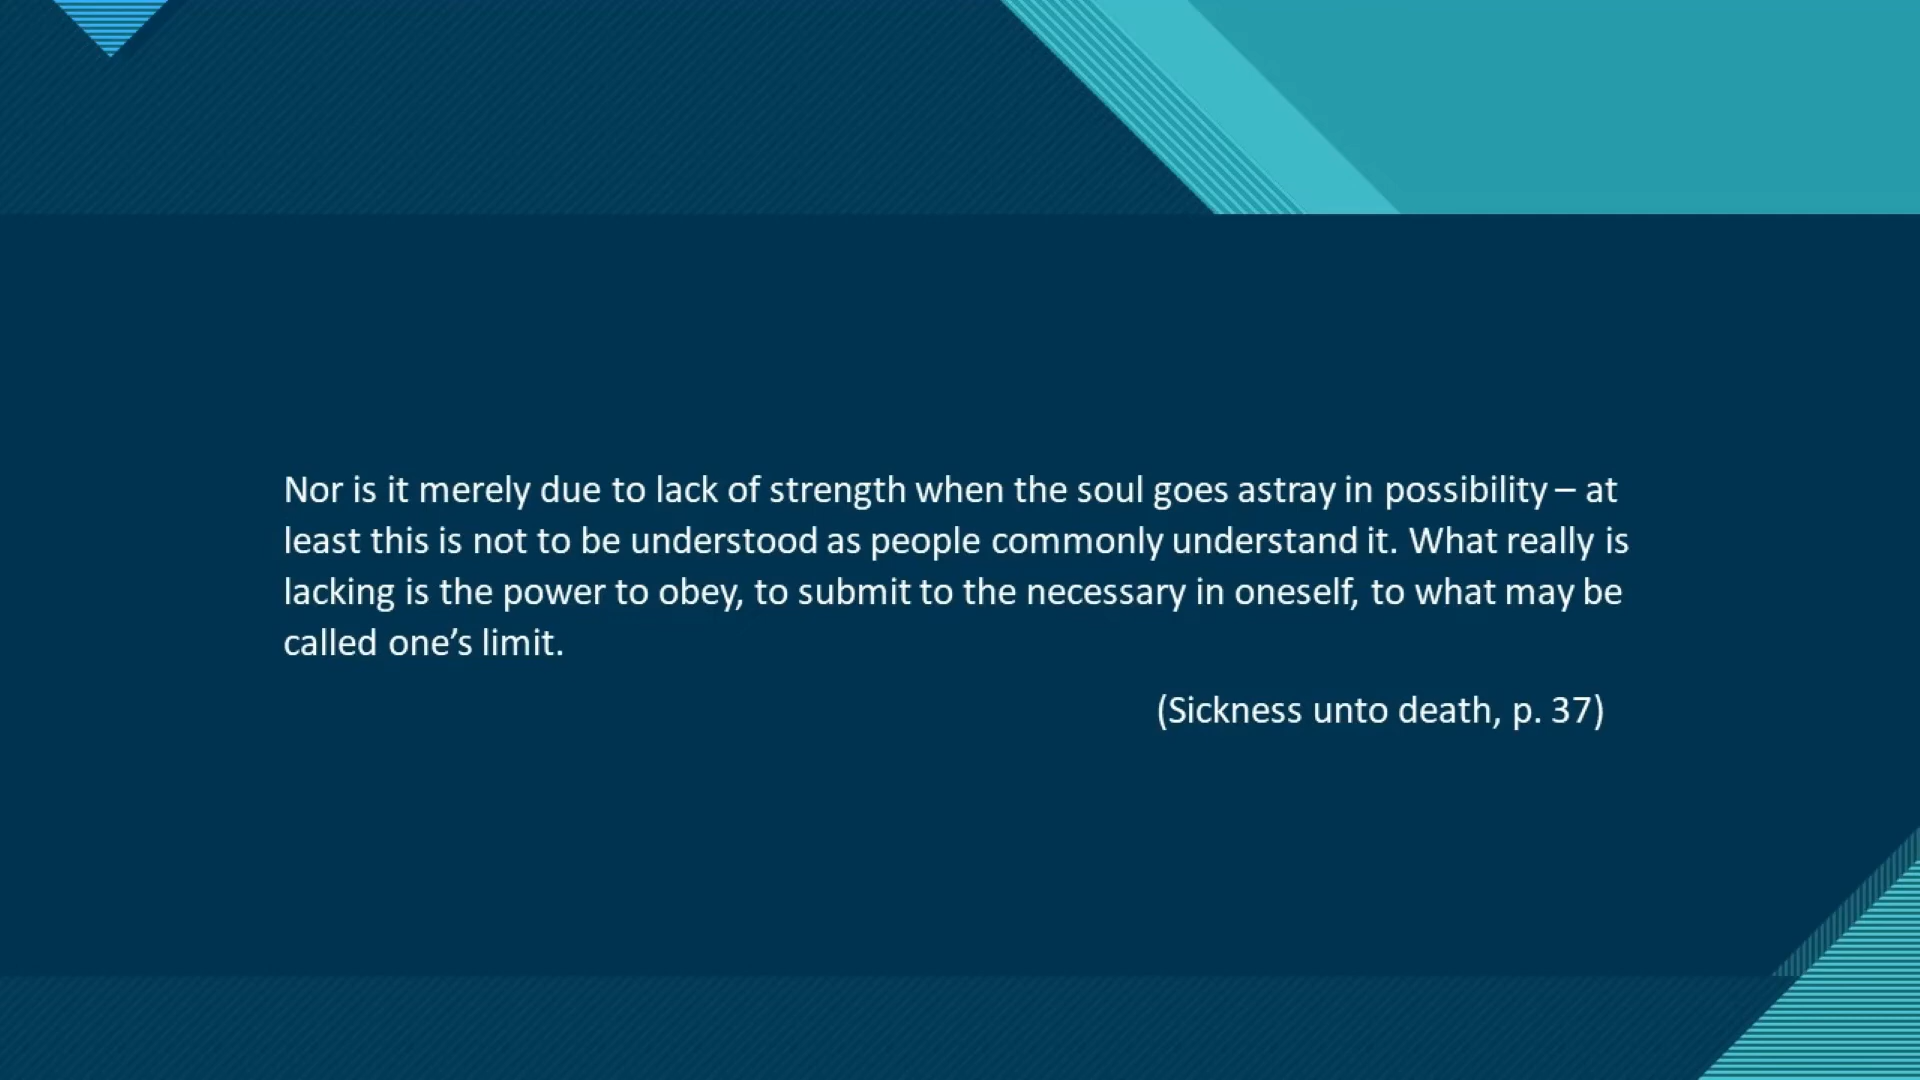 Nor is it merely due to lack of strength when the soul goes astray in possibility – at
least this is not to be understood as people commonly understand it. What really is
lacking is the power to obey, to submit to the necessary in oneself, to what may be
called one’s limit.
(Sickness unto death, p. 37)